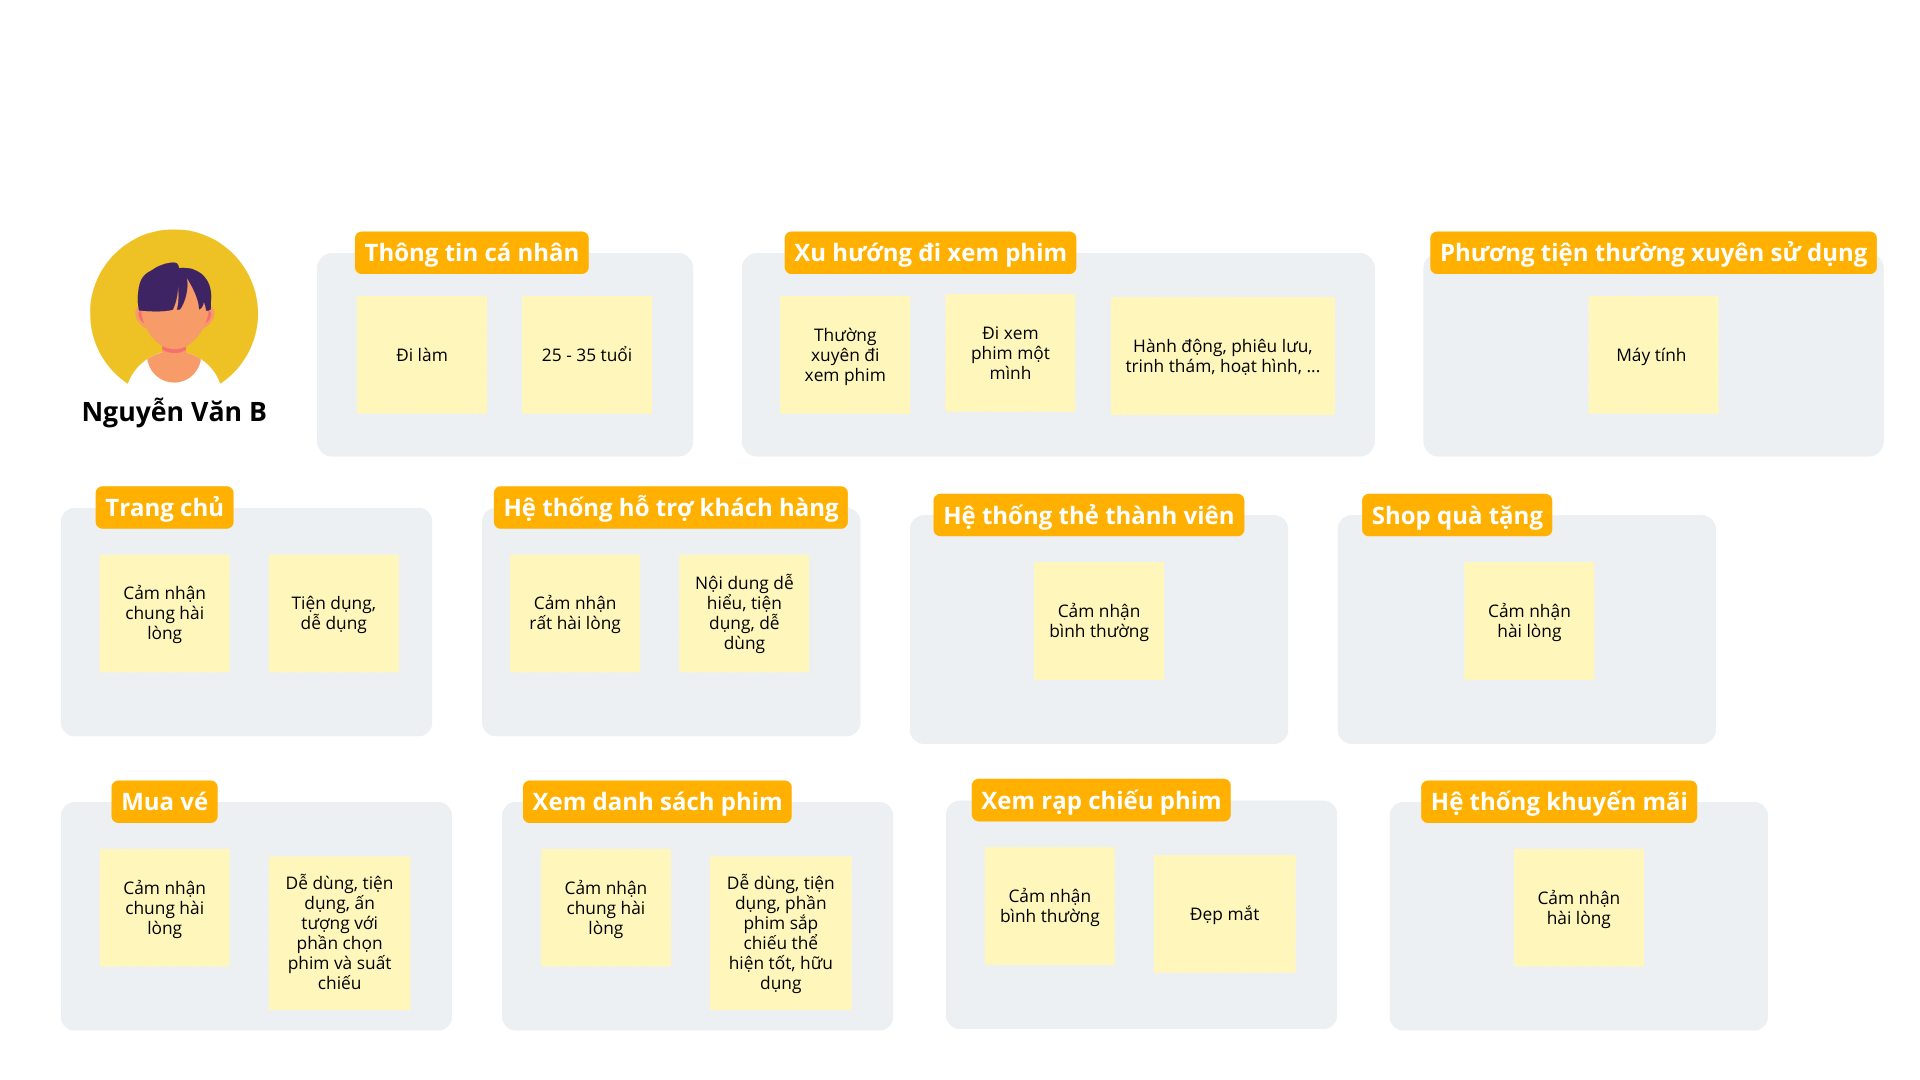 Nguyễn Văn B
Thông tin cá nhân
Đi làm
25 - 35 tuổi
Xu hướng đi xem phim
Thường
xuyên đi
xem phim
Đi xem
phim một
mình
Hành động, phiêu lưu,
trinh thám, hoạt hình, ...
Phương tiện thường xuyên sử dụng
Máy tính
Trang chủ
Cảm nhận
chung hài
lòng
Tiện dụng,
dễ dụng
Hệ thống hỗ trợ khách hàng
Cảm nhận
rất hài lòng
Nội dung dễ
hiểu, tiện
dụng, dễ
dùng
Hệ thống thẻ thành viên
Cảm nhận
bình thường
Shop quà tặng
Cảm nhận
hài lòng
Mua vé
Cảm nhận
chung hài
lòng
Dễ dùng, tiện
dụng, ấn
tượng với
phần chọn
phim và suất
chiếu
Xem danh sách phim
Cảm nhận
chung hài
lòng
Dễ dùng, tiện
dụng, phần
phim sắp
chiếu thể
hiện tốt, hữu
dụng
Xem rạp chiếu phim
Cảm nhận
bình thường
Đẹp mắt
Hệ thống khuyến mãi
Cảm nhận
hài lòng